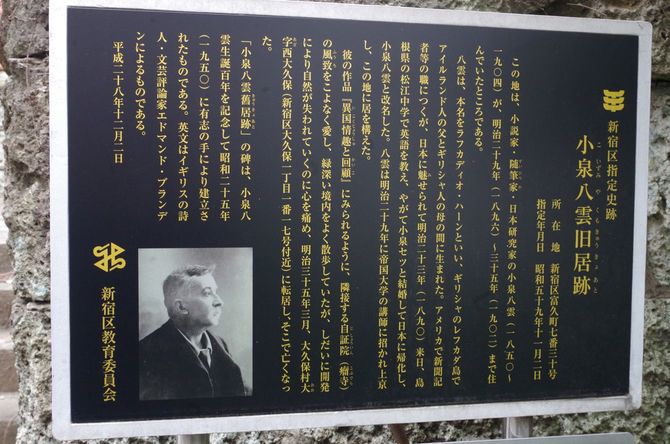 新宿区指定史跡
小泉八雲旧居跡
こいずみやくもきゅうきょあと
所在地 新宿区富久町七番三十号
指定年月日 昭和五十九年十一月二日
この地は、小説家・随筆家・日本研究家の小泉八雲(一八五〇〜
一九〇四)が、明治二十九年(一八九六)〜三十五年(一九〇二)まで住
んでいたところである。
八雲は、本名をラフカディオ・ハーンといい、ギリシャのレフカダ島で
アイルランド人の父とギリシャ人の母の間に生まれた。アメリカで新聞記
者等の職につくが、日本に魅せられて明治二十三年(一八九〇)来日、島
根県の松江中学で英語を教え、やがて小泉セツと結婚して日本に帰化し、
小泉八雲と改名した。八雲は明治二十九年に帝国大学の講師に招かれ上京
し、この地に居を構えた。
彼の作品『異国情趣と回顧』にみられるように、隣接する自証院(瘤寺)
の風致をこよなく愛し、緑深い境内をよく散歩していたが、しだいに開発
により自然が失われていくのに心を痛め、明治三十五年三月、大久保村大
字西大久保(新宿区大久保一丁目一番一七号付近)に転居し、そこで亡くなっ
た。
「小泉八雲舊居跡」の碑は、小泉八
雲生誕百年を記念して昭和二十五年
(一九五〇)に有志の手により建立さ
れたものである。英文はイギリスの詩
人・文芸評論家エドマンド・ブランデ
ンによるものである。
平成二十八年十二月二日
新宿区教育委員会